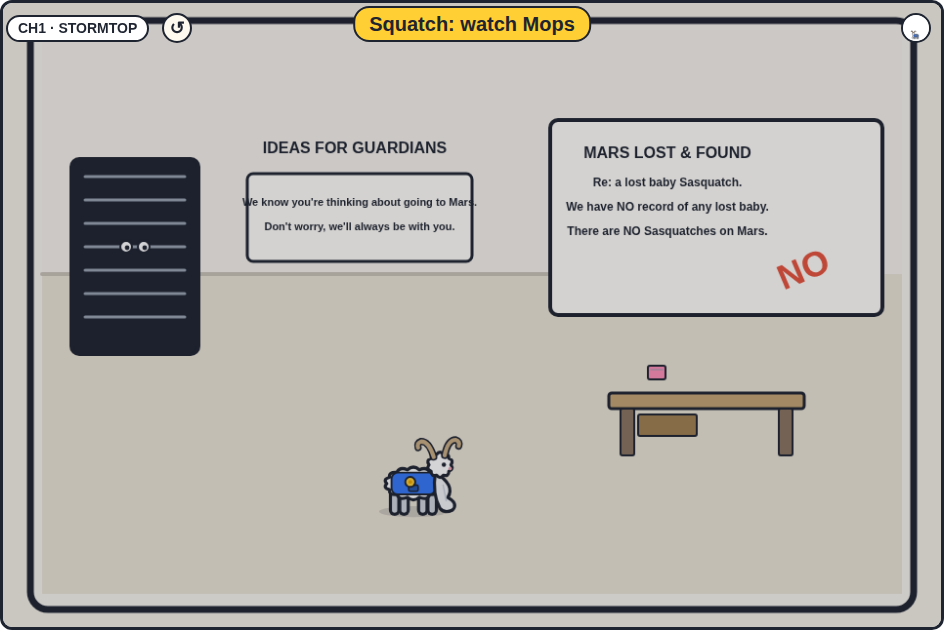 CH1 · STORMTOP
↺
Squatch: watch Mops
IDEAS FOR GUARDIANS
We know you're thinking about going to Mars.
Don't worry, we'll always be with you.
MARS LOST & FOUND
Re: a lost baby Sasquatch.
We have NO record of any lost baby.
There are NO Sasquatches on Mars.
NO